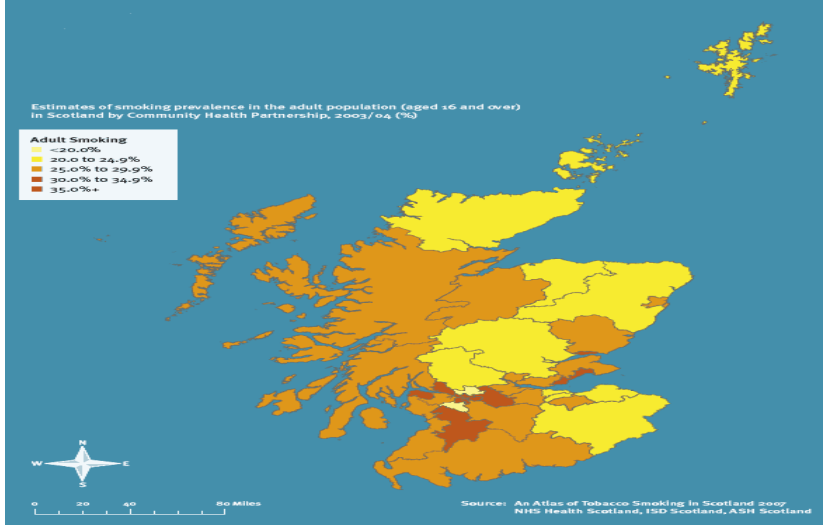 Estimates of smoking prevalence in the adult population (aged 16 and over)
in Scotland by Community Health Partnership, 2003/04 (%)
Adult Smoking
<20.0%
20.0 to 24.9%
25.0% to 29.9%
30.0% to 34.9%
35.0%+
N
W E
S
0 20 40 80 Miles
Source: An Atlas of Tobacco Smoking in Scotland 2007
NHS Health Scotland, ISD Scotland, ASH Scotland